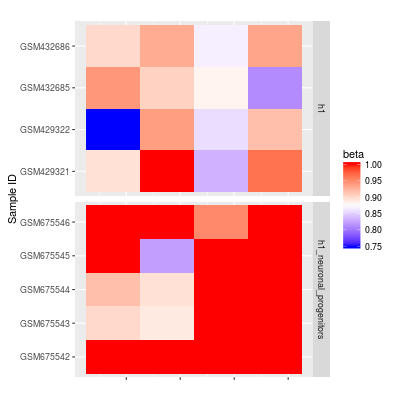 GSM432686
GSM432685
GSM429322
GSM429321
h1
GSM675546
GSM675545
GSM675544
GSM675543
GSM675542
h1_neuronal_progenitors
Sample ID
beta
1.00
0.95
0.90
0.85
0.80
0.75